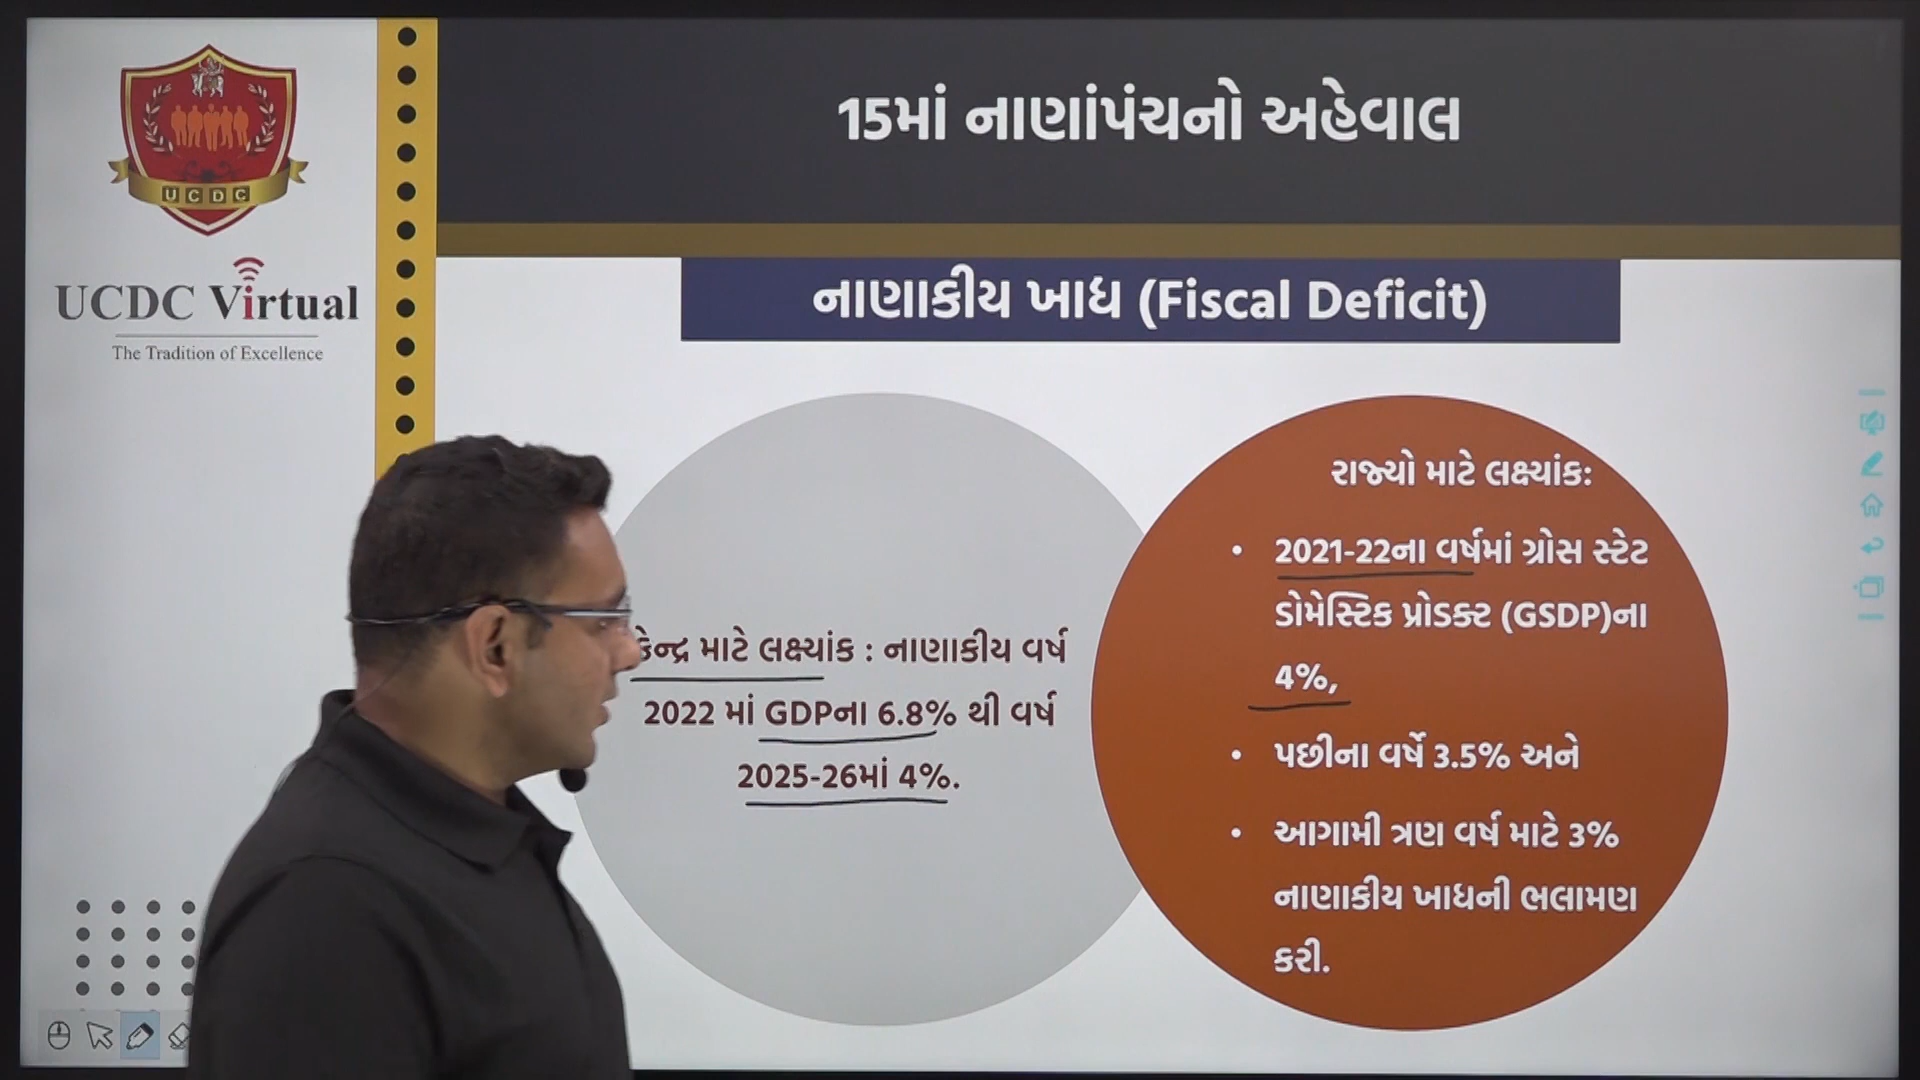 15માં નાણાંપંચનો અહેવાલ
UCDC
UCDC Virtual
The Tradition of Excellence
નાણાકીય ખાધ (Fiscal Deficit)
કેન્દ્ર માટે લક્ષ્યાંક : નાણાકીય વર્ષ
2022 માં GDPના 6.8% થી વર્ષ
2025-26માં 4%.
રાજ્યો માટે લક્ષ્યાંક:
• 2021-22ના વર્ષમાં ગ્રોસ સ્ટેટ
ડોમેસ્ટિક પ્રોડક્ટ (GSDP)ના
4%,
• પછીના વર્ષે 3.5% અને
• આગામી ત્રણ વર્ષ માટે 3%
નાણાકીય ખાધની ભલામણ
કરી.